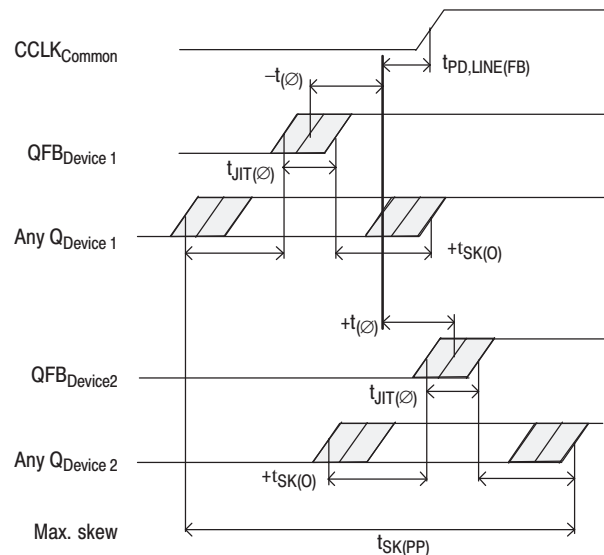 CCLKCommon
tPD,LINE(FB)
–t(∅)
QFBDevice 1
tJIT(∅)
Any QDevice 1
+tSK(O)
+t(∅)
QFBDevice2
tJIT(∅)
Any QDevice 2
+tSK(O)
Max. skew
tSK(PP)